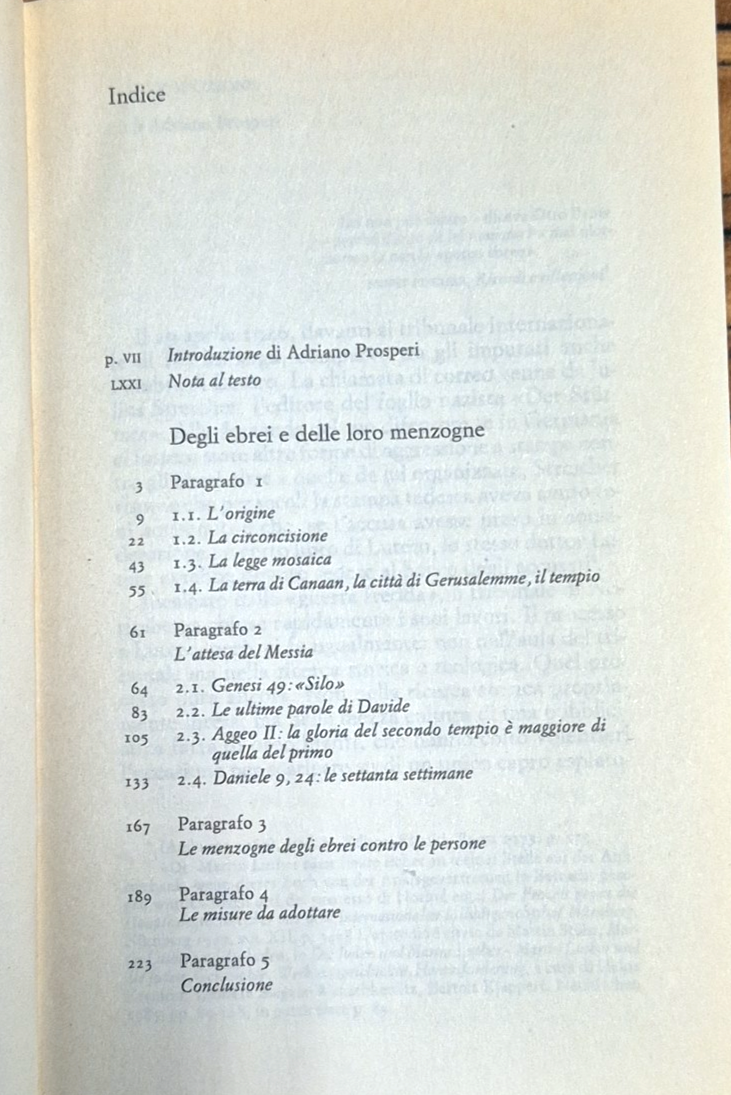 Indice
p. VII Introduzione di Adriano Prosperi
LXXI Nota al testo
Degli ebrei e delle loro menzogne
3 Paragrafo 1
9 1.1. L'origine
22 1.2. La circoncisione
43 1.3. La legge mosaica
55 1.4. La terra di Canaan, la città di Gerusalemme, il tempio
61 Paragrafo 2
L'attesa del Messia
64 2.1. Genesi 49: «Silo»
83 2.2. Le ultime parole di Davide
105 2.3. Aggeo II: la gloria del secondo tempio è maggiore di
quella del primo
133 2.4. Daniele 9, 24: le settanta settimane
167 Paragrafo 3
Le menzogne degli ebrei contro le persone
189 Paragrafo 4
Le misure da adottare
223 Paragrafo 5
Conclusione